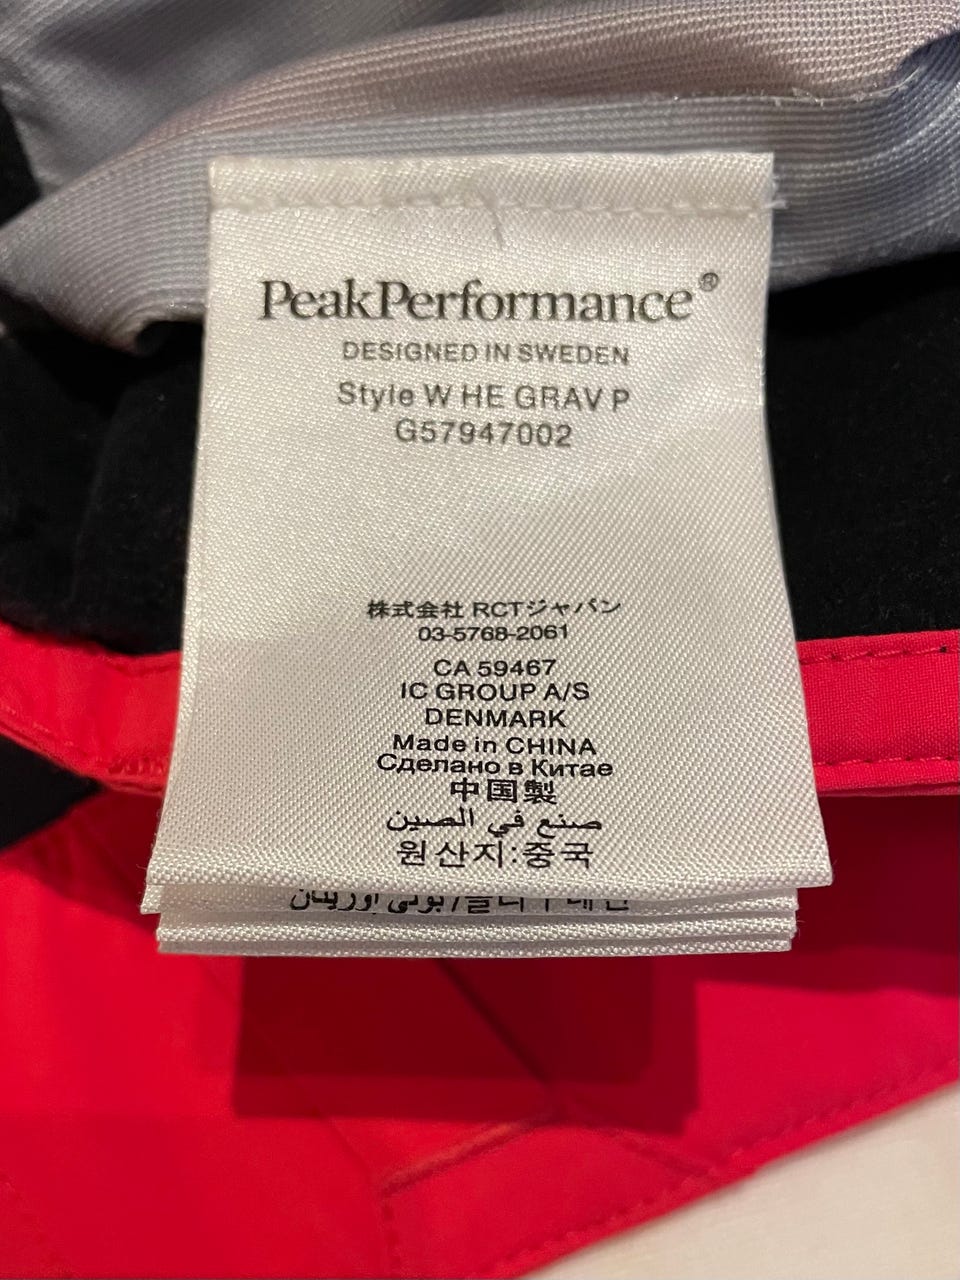 PeakPerformance®
DESIGNED IN SWEDEN
Style W HE GRAV P
G57947002
株式会社 RCTジャパン
03-5768-2061
CA 59467
IC GROUP A/S
DENMARK
Made in CHINA
Сделано в Китае
中国製
صنع في الصين
원산지:중국